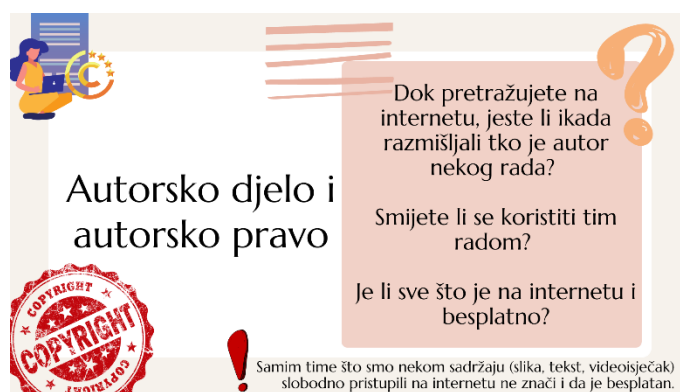 Autorsko djelo i
autorsko pravo
Dok pretražujete na
internetu, jeste li ikada
razmišljali tko je autor
nekog rada?
Smijete li se koristiti tim
radom?
Je li sve što je na internetu i
besplatno?
COPYRIGHT
COPYRIGHT
COPYRIGHT
Samim time što smo nekom sadržaju (slika, tekst, videoisječak)
slobodno pristupili na internetu ne znači i da je besplatan.